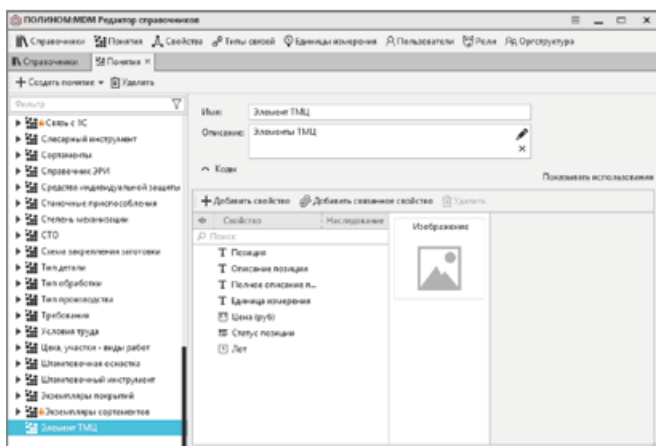 ПОЛИНОМ:MDM Редактор справочников
Справочники Понятия Свойства Типы связей Единицы измерения Пользователи Роли Оргструктура
Справочники Понятия ×
Создать понятие Удалить
Фильтр
Связь с 1С
Слесарный инструмент
Сортаменты
Справочник ЭРИ
Средства индивидуальной защиты
Станочные приспособления
Степень механизации
СТО
Схема закрепления заготовки
Тип детали
Тип обработки
Тип производства
Требования
Условия труда
Цеха, участки - виды работ
Штамповочная оснастка
Штамповочный инструмент
Экземпляры покрытий
Экземпляры сортаментов
Элемент ТМЦ
Имя: Элемент ТМЦ
Описание: Элементы ТМЦ
Коды
Показывать использования
Добавить свойство Добавить связанное свойство Удалить
Свойство Наследование
Поиск
Позиция
Описание позиции
Полное описание п...
Единица измерения
Цена (руб)
Статус позиции
Лот
Изображение